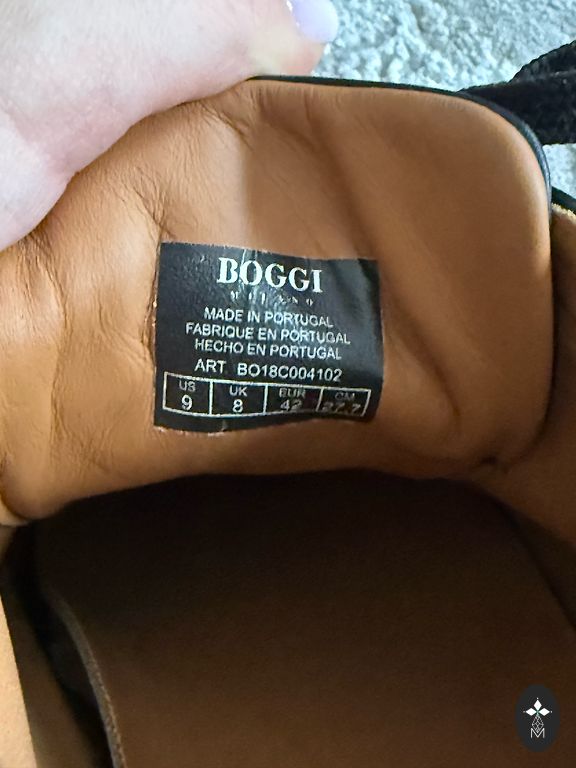 BOGGI
MILANO
MADE IN PORTUGAL
FABRIQUE EN PORTUGAL
HECHO EN PORTUGAL
ART. BO18C004102
US UK EUR CM
9 8 42 27.7
M